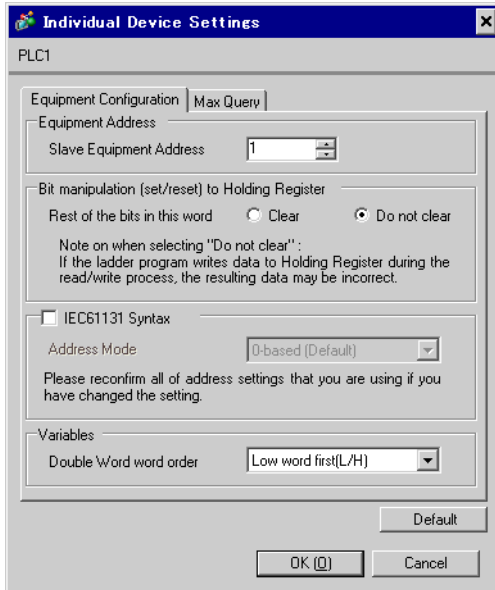 Individual Device Settings
PLC1
Equipment Configuration Max Query
Equipment Address
Slave Equipment Address 1
Bit manipulation (set/reset) to Holding Register
Rest of the bits in this word Clear Do not clear
Note on when selecting "Do not clear" :
If the ladder program writes data to Holding Register during the
read/write process, the resulting data may be incorrect.
IEC61131 Syntax
Address Mode 0-based (Default)
Please reconfirm all of address settings that you are using if you
have changed the setting.
Variables
Double Word word order Low word first(L/H)
Default
OK (O) Cancel